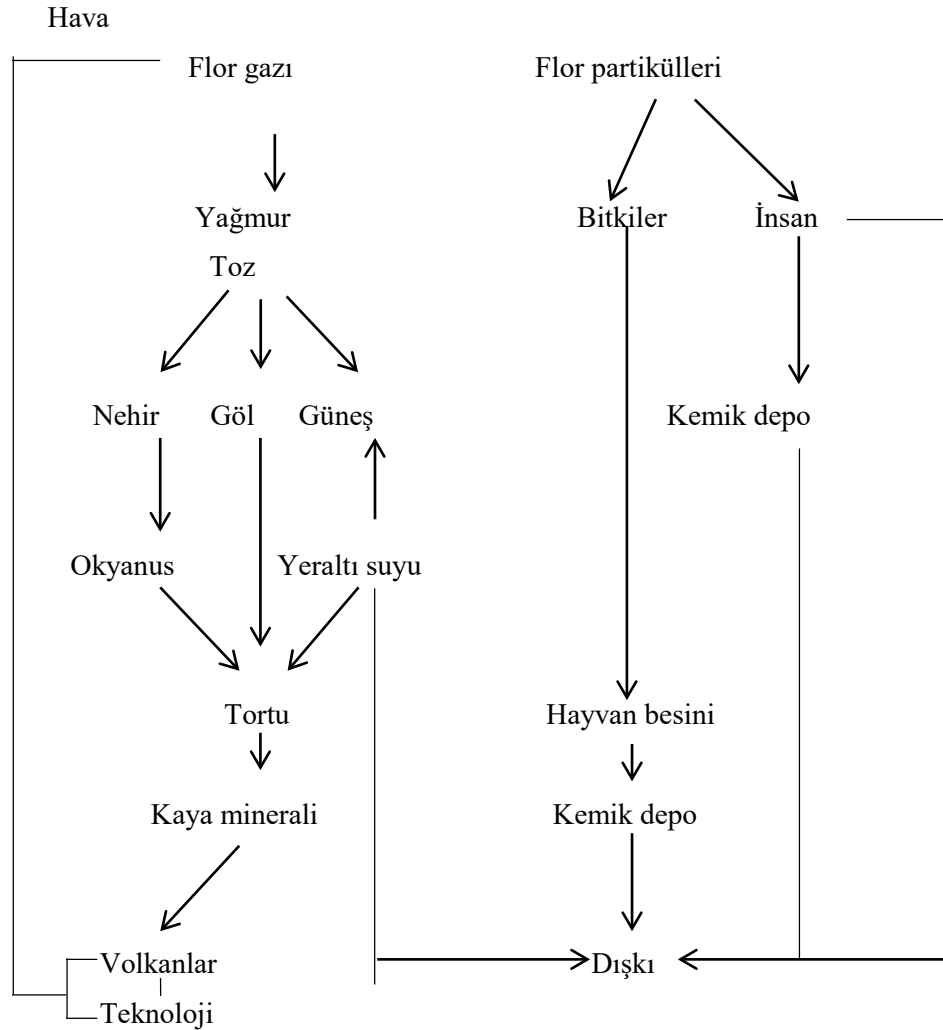 Hava
Flor gazı Flor partikülleri
Yağmur Bitkiler İnsan
Toz
Nehir Göl Güneş Kemik depo
Okyanus Yeraltı suyu
Tortu Hayvan besini
Kaya minerali Kemik depo
Volkanlar Dışkı
Teknoloji